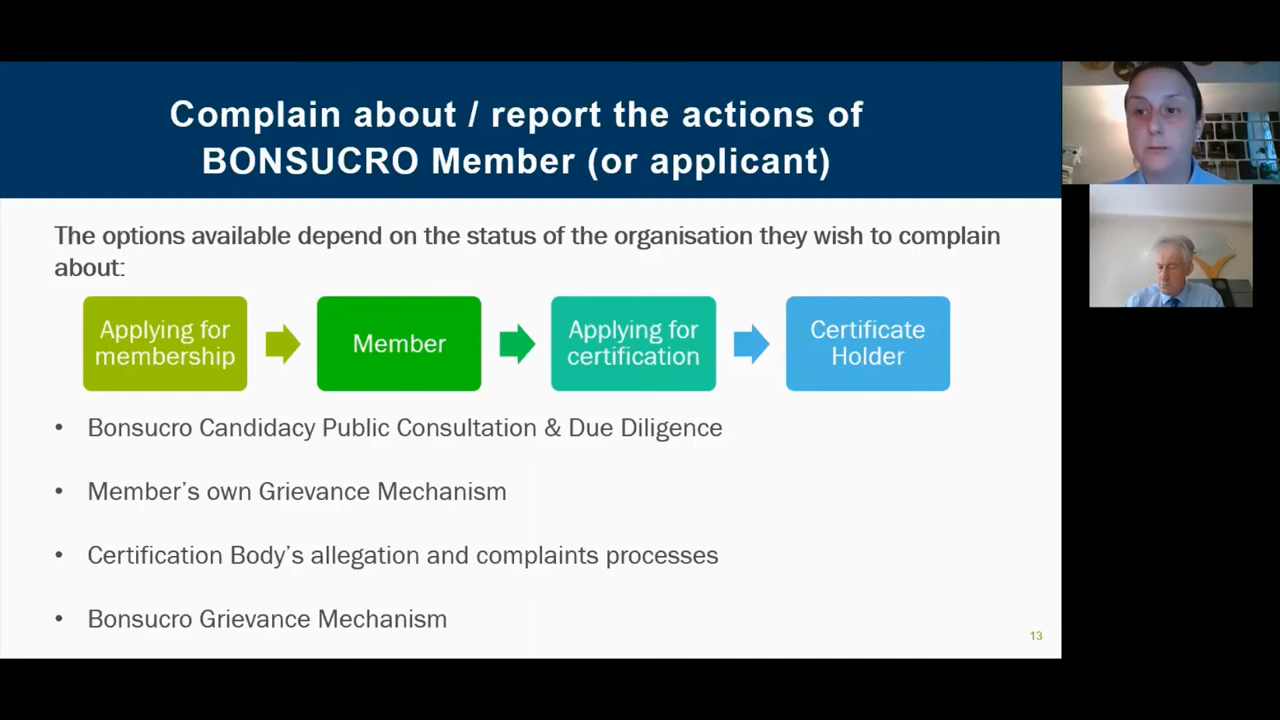 Complain about / report the actions of
BONSUCRO Member (or applicant)
The options available depend on the status of the organisation they wish to complain
about:
Applying for
membership
Member
Applying for
certification
Certificate
Holder
• Bonsucro Candidacy Public Consultation & Due Diligence
• Member’s own Grievance Mechanism
• Certification Body’s allegation and complaints processes
• Bonsucro Grievance Mechanism
13